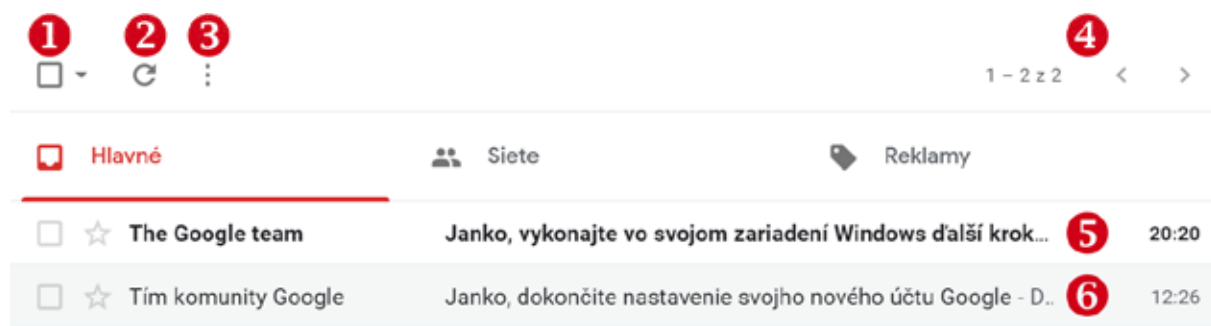 1 2 3 4
1 – 2 z 2
Hlavné Siete Reklamy
The Google team Janko, vykonajte vo svojom zariadení Windows ďalší krok... 5 20:20
Tím komunity Google Janko, dokončite nastavenie svojho nového účtu Google - D.. 6 12:26